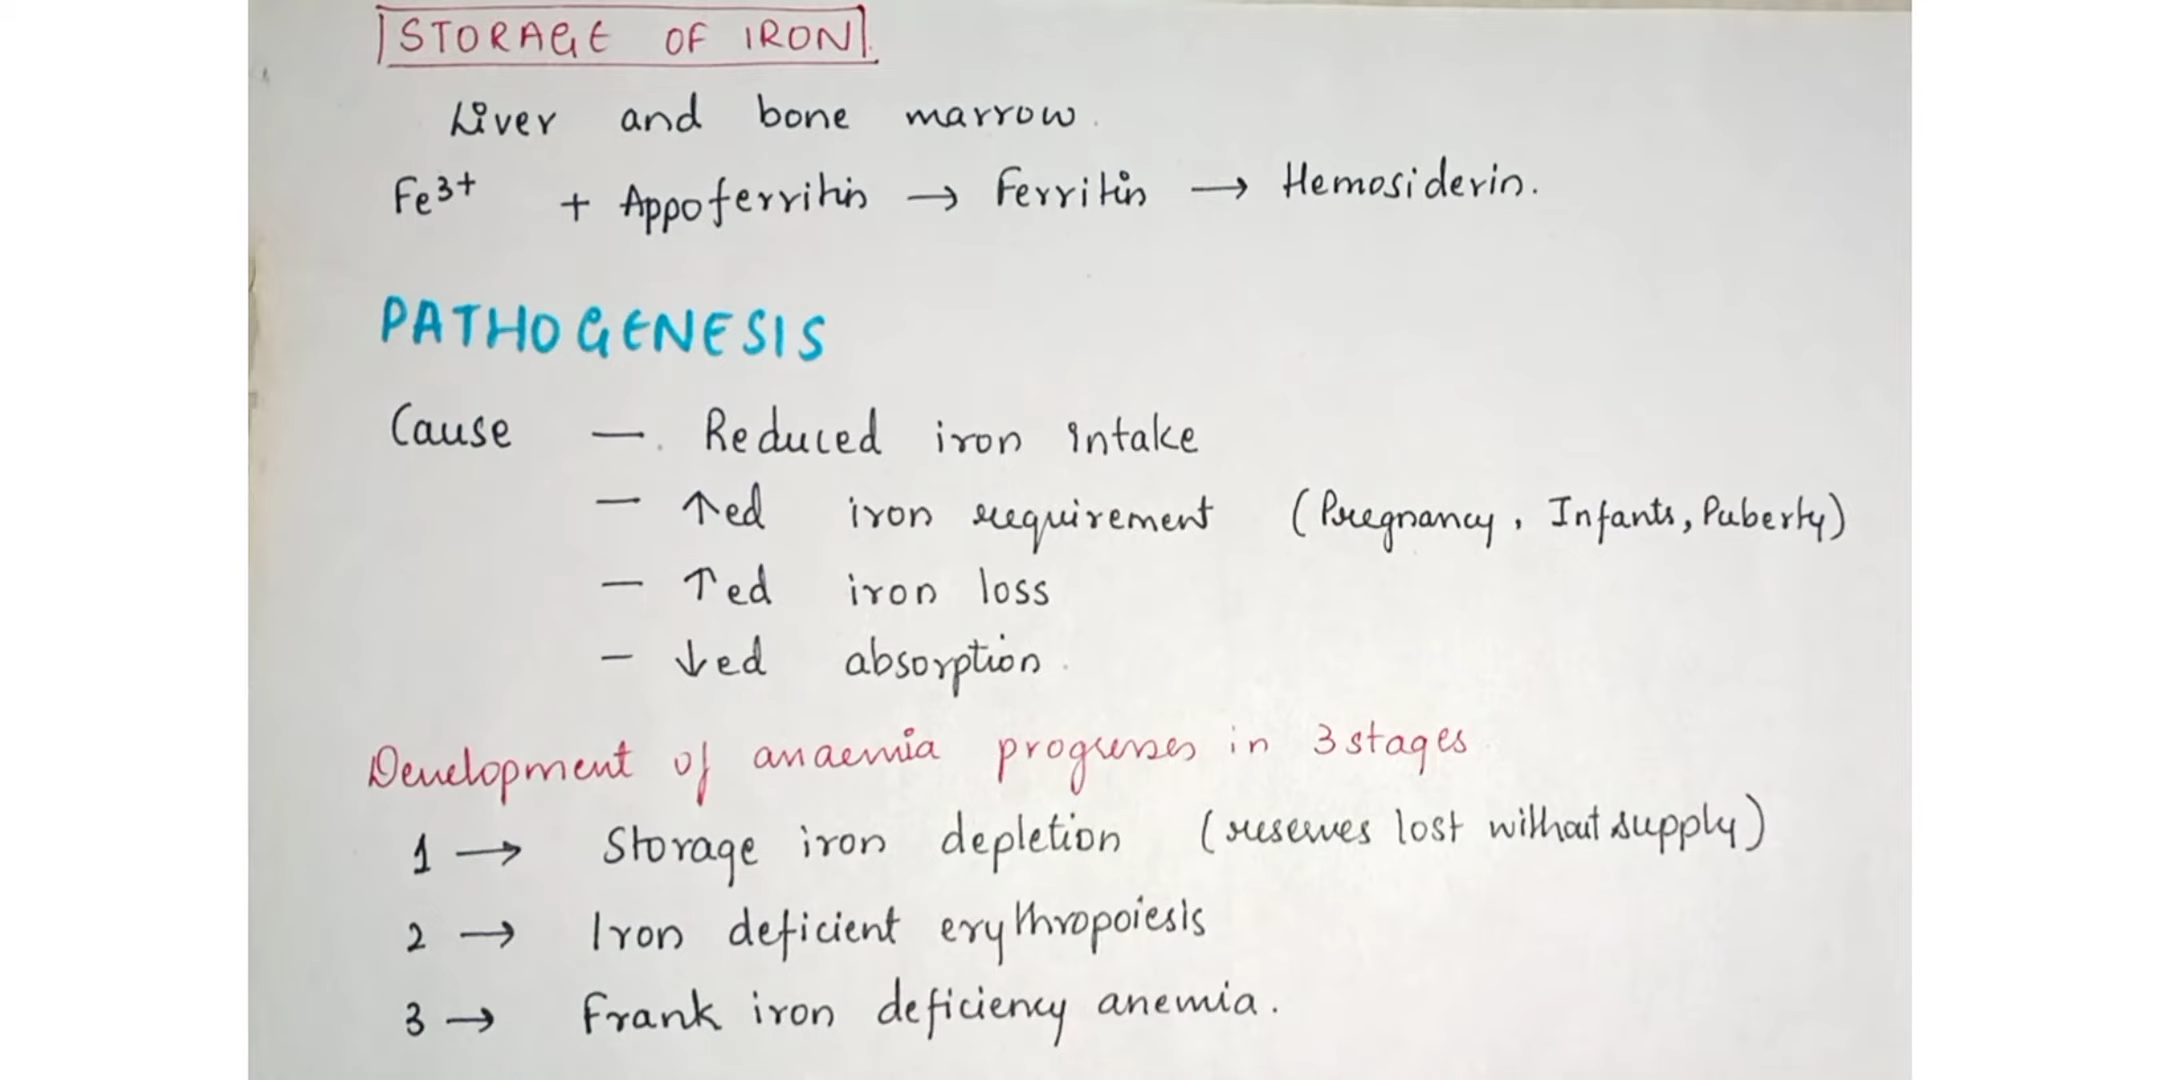 STORAGE OF IRON
Liver and bone marrow.
Fe3+ + Appoferritin → Ferritin → Hemosiderin.
PATHOGENESIS
Cause — Reduced iron intake
— ↑ed iron requirement (Pregnancy, Infants, Puberty)
— ↑ed iron loss
— ↓ed absorption
Development of anaemia progresses in 3 stages
1 → Storage iron depletion (reserves lost without supply)
2 → Iron deficient erythropoiesis
3 → Frank iron deficiency anemia.